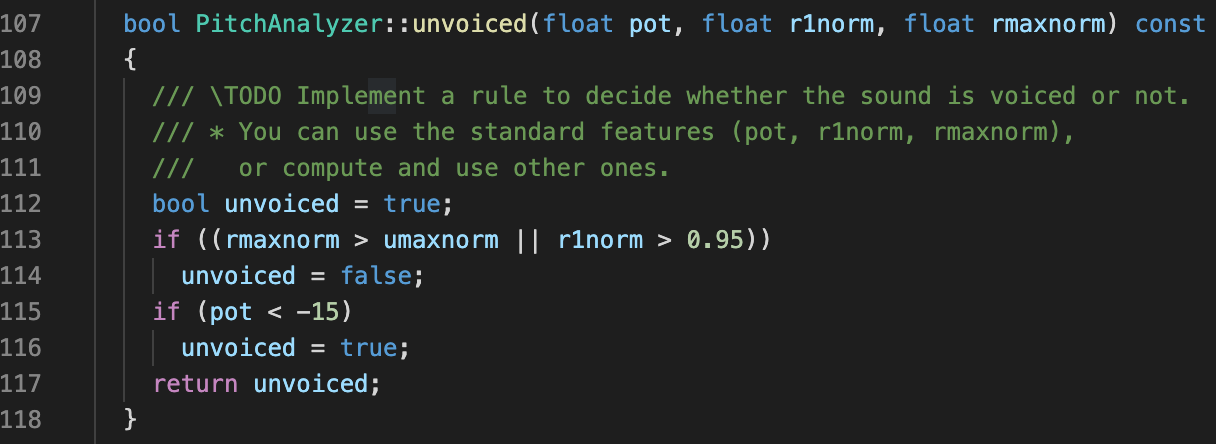 107 bool PitchAnalyzer::unvoiced(float pot, float r1norm, float rmaxnorm) const
108 {
109 /// \TODO Implement a rule to decide whether the sound is voiced or not.
110 /// * You can use the standard features (pot, r1norm, rmaxnorm),
111 ///   or compute and use other ones.
112 bool unvoiced = true;
113 if ((rmaxnorm > umaxnorm || r1norm > 0.95))
114 unvoiced = false;
115 if (pot < -15)
116 unvoiced = true;
117 return unvoiced;
118 }